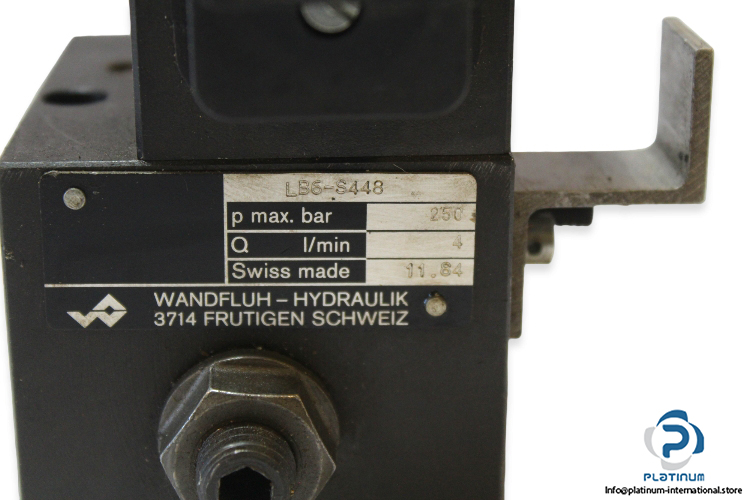 LB6-S448
p max. bar 250
Q l/min 4
Swiss made 11.84
WANDFLUH - HYDRAULIK
3714 FRUTIGEN SCHWEIZ
PLATINUM
Info@platinum-international.store